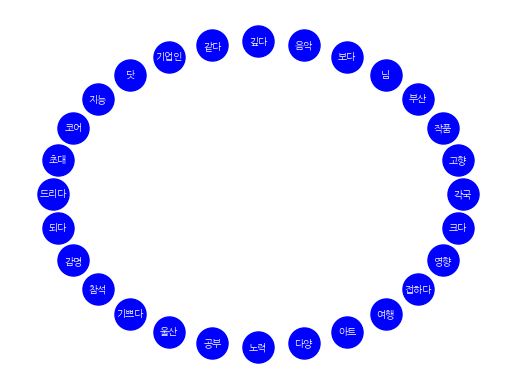 깊다
음악
보다
님
부산
작품
고향
각국
크다
영향
접하다
여행
아트
다양
노력
공부
울산
기쁘다
참석
감명
되다
드리다
초대
코어
지능
닷
기업인
같다